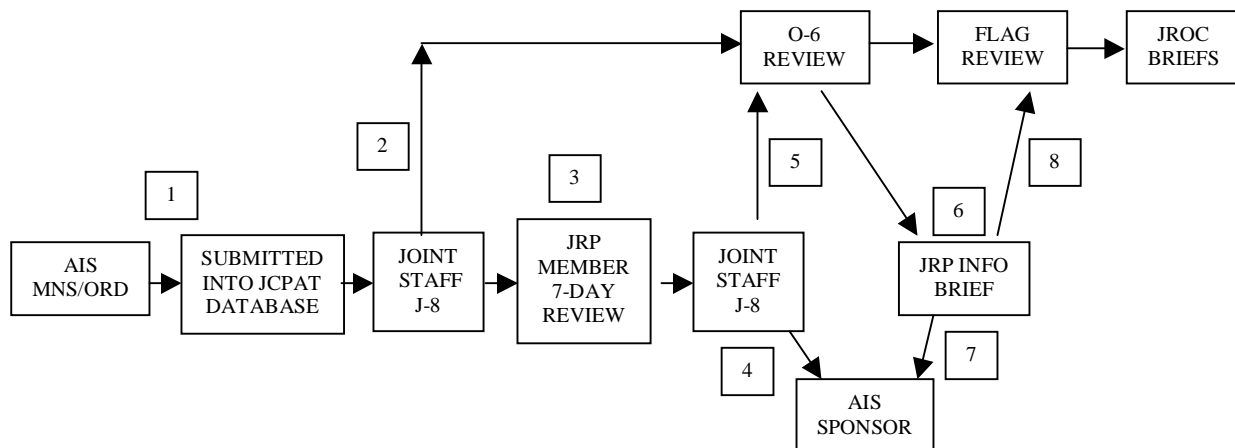 O-6
REVIEW
FLAG
REVIEW
JROC
BRIEFS
2
5
8
1
3
6
AIS
MNS/ORD
SUBMITTED
INTO JCPAT
DATABASE
JOINT
STAFF
J-8
JRP
MEMBER
7-DAY
REVIEW
JOINT
STAFF
J-8
JRP INFO
BRIEF
4
7
AIS
SPONSOR